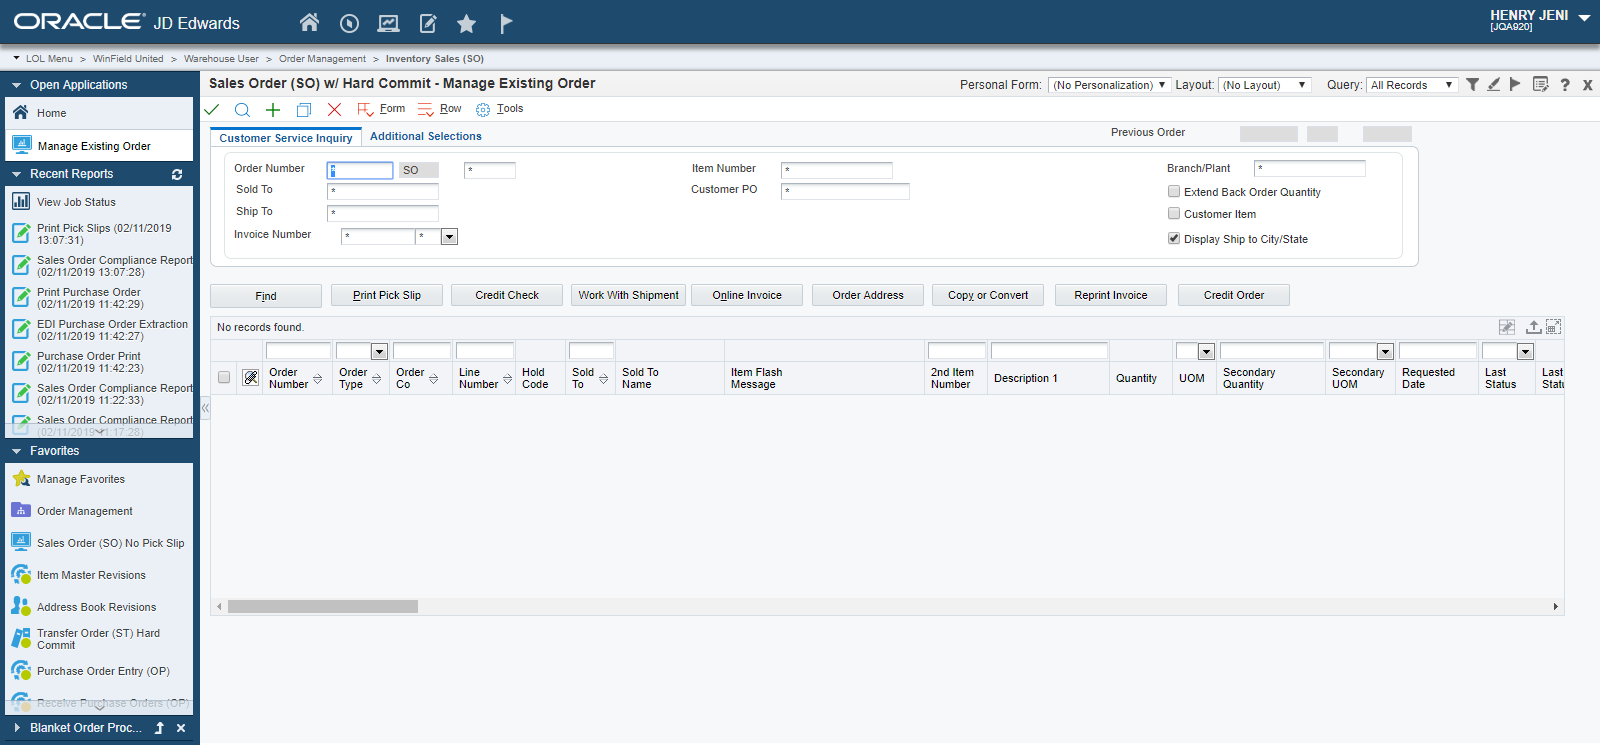 ORACLE JD Edwards
HENRY JENI
[JQA920]
LOL Menu > WinField United > Warehouse User > Order Management > Inventory Sales (SO)
Open Applications
Home
Manage Existing Order
Recent Reports
View Job Status
Print Pick Slips (02/11/2019
13:07:31)
Sales Order Compliance Report
(02/11/2019 13:07:28)
Print Purchase Order
(02/11/2019 11:42:29)
EDI Purchase Order Extraction
(02/11/2019 11:42:27)
Purchase Order Print
(02/11/2019 11:42:23)
Sales Order Compliance Report
(02/11/2019 11:22:33)
Sales Order Compliance Report
(02/11/2019 11:17:28)
Favorites
Manage Favorites
Order Management
Sales Order (SO) No Pick Slip
Item Master Revisions
Address Book Revisions
Transfer Order (ST) Hard
Commit
Purchase Order Entry (OP)
Receive Purchase Orders (OP)
Blanket Order Proc...
Sales Order (SO) w/ Hard Commit - Manage Existing Order
Personal Form: (No Personalization) Layout: (No Layout) Query: All Records
Form Row Tools
Customer Service Inquiry Additional Selections
Previous Order
Order Number * SO *
Item Number *
Branch/Plant *
Sold To *
Customer PO *
Extend Back Order Quantity
Ship To *
Customer Item
Invoice Number * *
Display Ship to City/State
Find Print Pick Slip Credit Check Work With Shipment Online Invoice Order Address Copy or Convert Reprint Invoice Credit Order
No records found.
Order Number
Order Type
Order Co
Line Number
Hold Code
Sold To
Sold To Name
Item Flash Message
2nd Item Number
Description 1
Quantity
UOM
Secondary Quantity
Secondary UOM
Requested Date
Last Status
Last Statu